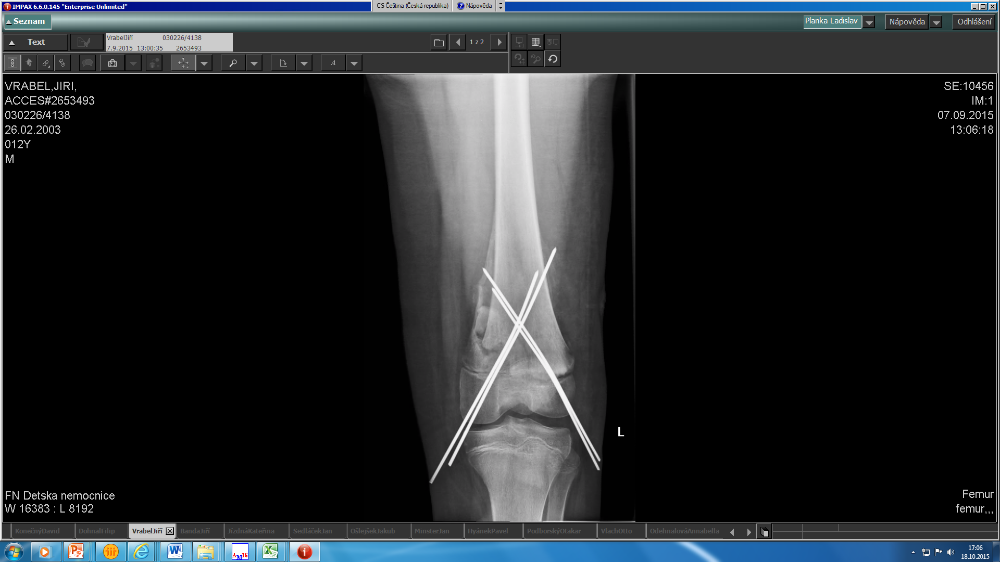 IMPAX 6.6.0.145 "Enterprise Unlimited"
CS Čeština (Česká republika)
Nápověda
Seznam
Planka Ladislav
Nápověda
Odhlášení
Text
VrabelJiří 030226/4138
7.9.2015 13:00:35 2653493
1 z 2
A
VRABEL,JIRI,
ACCES#2653493
030226/4138
26.02.2003
012Y
M
SE:10456
IM:1
07.09.2015
13:06:18
L
FN Detska nemocnice
W 16383 : L 8192
Femur
femur,,,
KonečnýDavid
DohnalFilip
VrabelJiří
BandaJiří
JízdnáKateřina
SedláčekJan
OšlejšekJakub
MinsterJan
HyánekPavel
PodborskýOtakar
VlachOtto
OdehnalováAnnabella
AMIS
17:06
18.10.2015